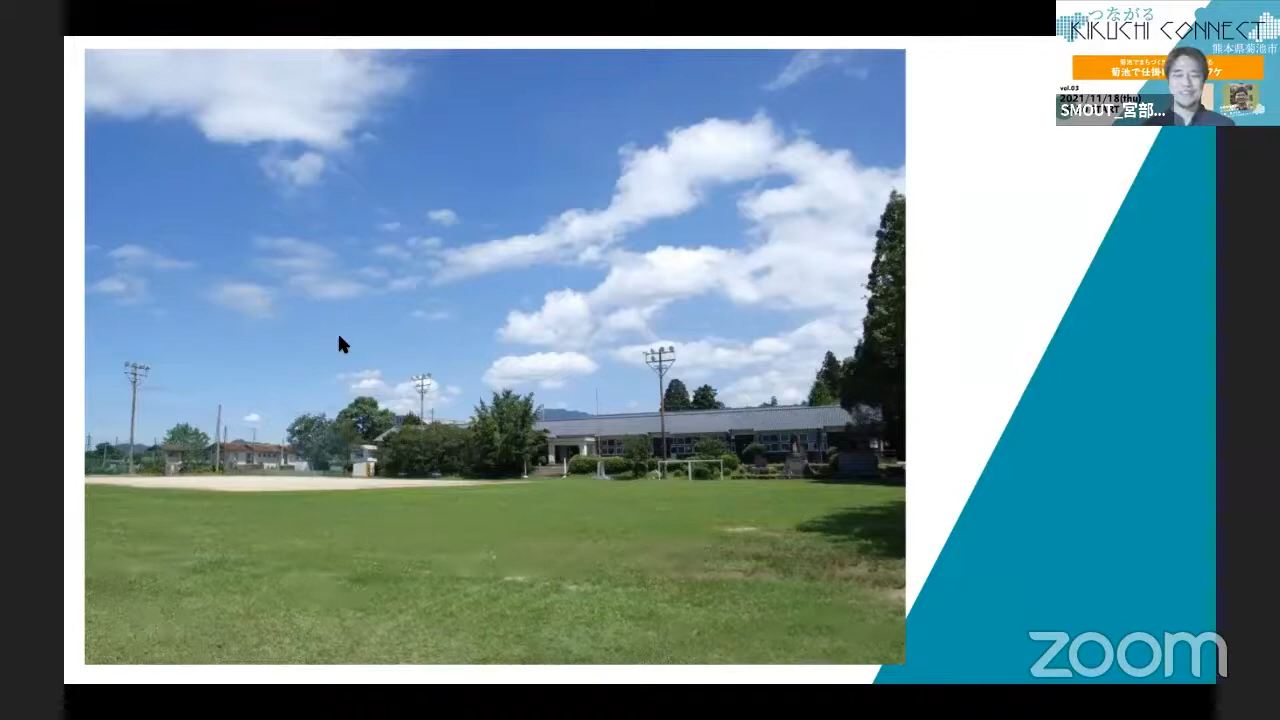 つながる
KIKUCHI CONNECT
熊本県菊池市
菊池で仕掛
ケ
vol.03
2021/11/18(thu)
SMOUT_宮部...
zoom